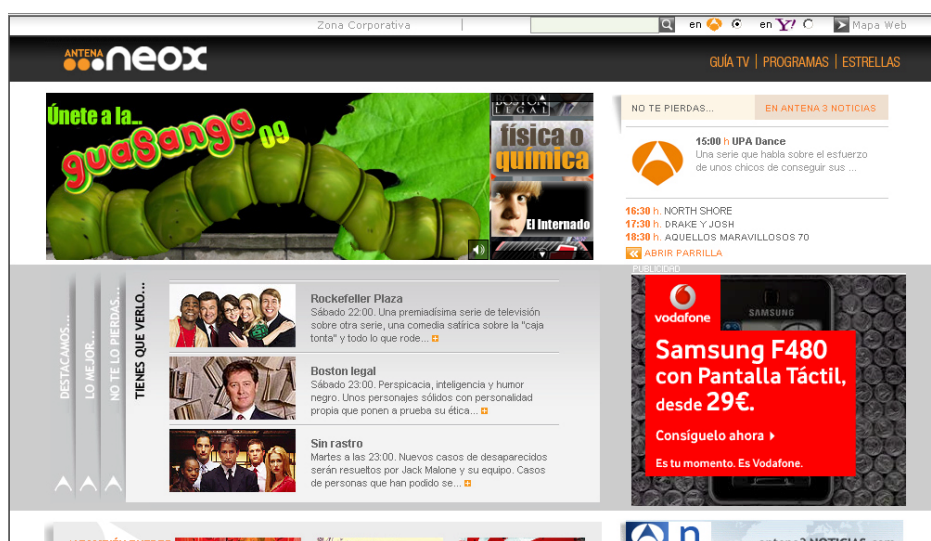 Zona Corporativa
en
en Y!
Mapa Web
ANTENA
neox
GUÍA TV | PROGRAMAS | ESTRELLAS
Únete a la...
guasanga 09
BOSTON
LEGAL
física o
química
El Internado
NO TE PIERDAS...
EN ANTENA 3 NOTICIAS
15:00 h UPA Dance
Una serie que habla sobre el esfuerzo
de unos chicos de conseguir sus ...
16:30 h. NORTH SHORE
17:30 h. DRAKE Y JOSH
18:30 h. AQUELLOS MARAVILLOSOS 70
ABRIR PARRILLA
DESTACAMOS...
LO MEJOR...
NO TE LO PIERDAS...
TIENES QUE VERLO...
Rockefeller Plaza
Sábado 22:00. Una premiadísima serie de televisión
sobre otra serie, una comedia satírica sobre la "caja
tonta" y todo lo que rode...
Boston legal
Sábado 23:00. Perspicacia, inteligencia y humor
negro. Unos personajes sólidos con personalidad
propia que ponen a prueba su ética...
Sin rastro
Martes a las 23:00. Nuevos casos de desaparecidos
serán resueltos por Jack Malone y su equipo. Casos
de personas que han podido se...
PUBLICIDAD
vodafone
SAMSUNG
Samsung F480
con Pantalla Táctil,
desde 29€.
Consíguelo ahora
Es tu momento. Es Vodafone.
n
antena3 NOTICIAS.com